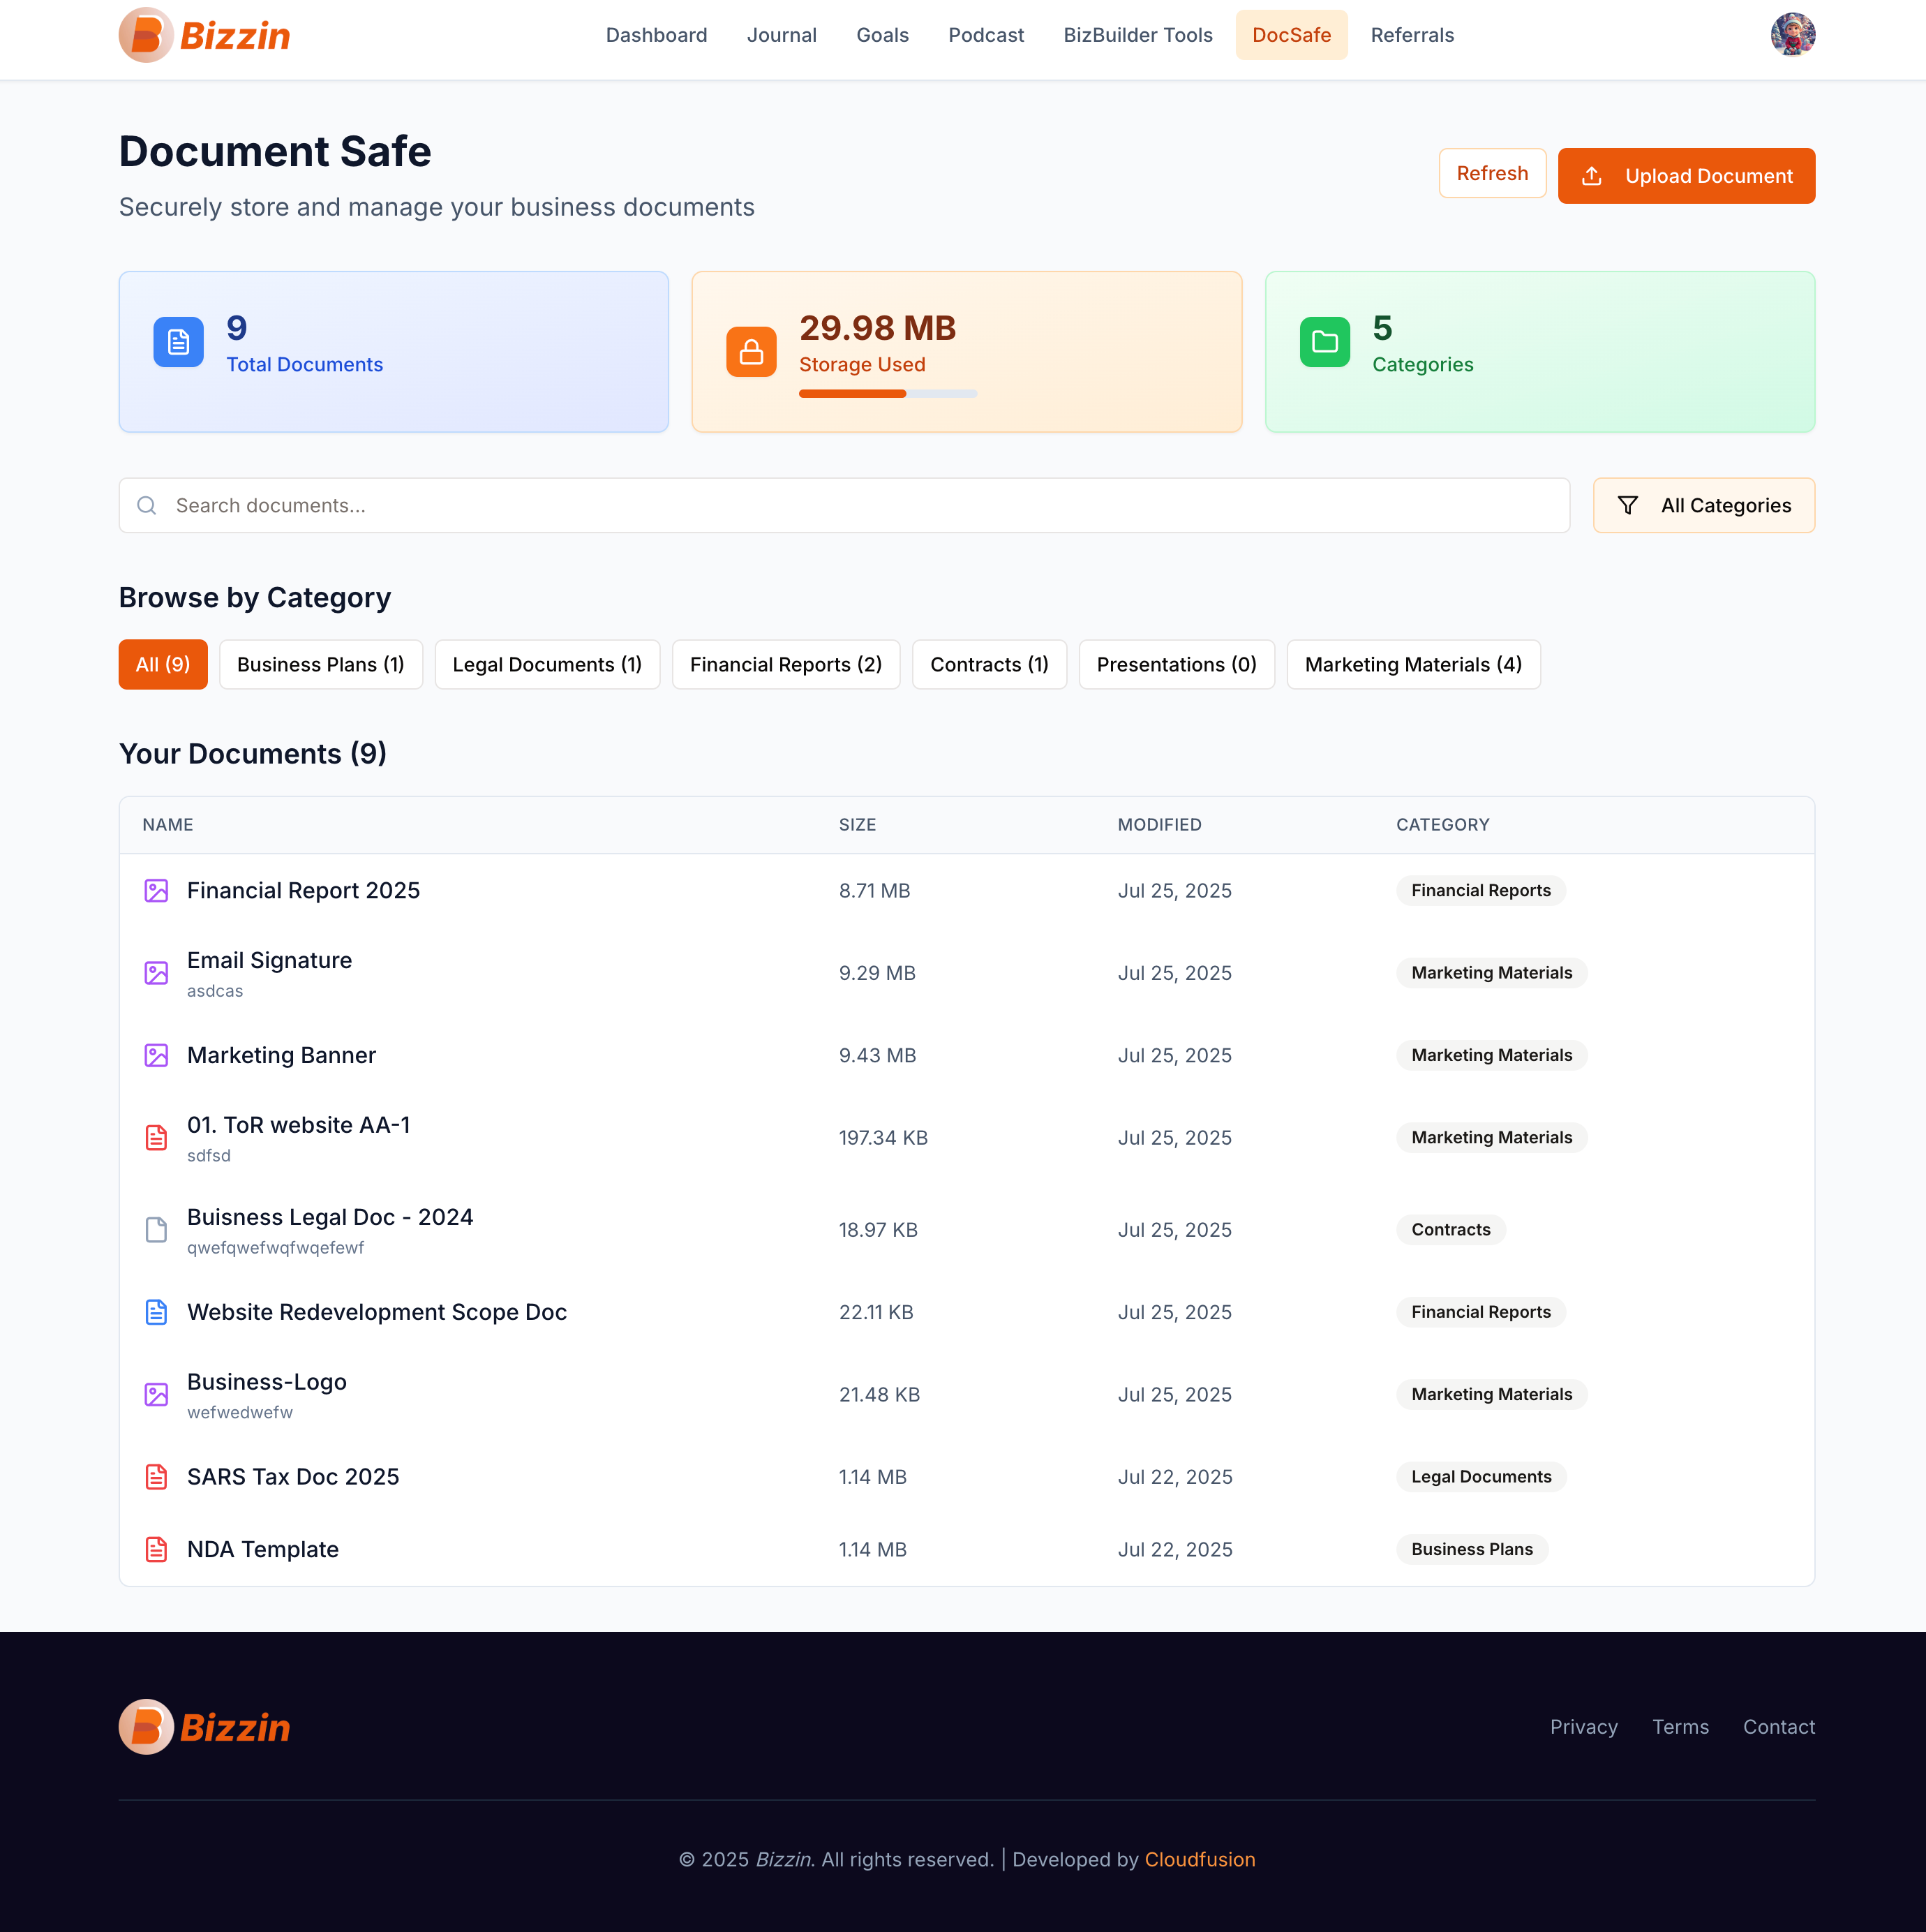 Bizzin Dashboard Journal Goals Podcast BizBuilder Tools DocSafe Referrals
Document Safe
Securely store and manage your business documents
Refresh Upload Document
9
Total Documents
29.98 MB
Storage Used
5
Categories
Search documents...
All Categories
Browse by Category
All (9) Business Plans (1) Legal Documents (1) Financial Reports (2) Contracts (1) Presentations (0) Marketing Materials (4)
Your Documents (9)
NAME SIZE MODIFIED CATEGORY
Financial Report 2025 8.71 MB Jul 25, 2025 Financial Reports
Email Signature 9.29 MB Jul 25, 2025 Marketing Materials
asdcas
Marketing Banner 9.43 MB Jul 25, 2025 Marketing Materials
01. ToR website AA-1 197.34 KB Jul 25, 2025 Marketing Materials
sdfsd
Buisness Legal Doc - 2024 18.97 KB Jul 25, 2025 Contracts
qwefqwefwqfwqefewf
Website Redevelopment Scope Doc 22.11 KB Jul 25, 2025 Financial Reports
Business-Logo 21.48 KB Jul 25, 2025 Marketing Materials
wefwedwefw
SARS Tax Doc 2025 1.14 MB Jul 22, 2025 Legal Documents
NDA Template 1.14 MB Jul 22, 2025 Business Plans
Bizzin Privacy Terms Contact
© 2025 Bizzin. All rights reserved. | Developed by Cloudfusion